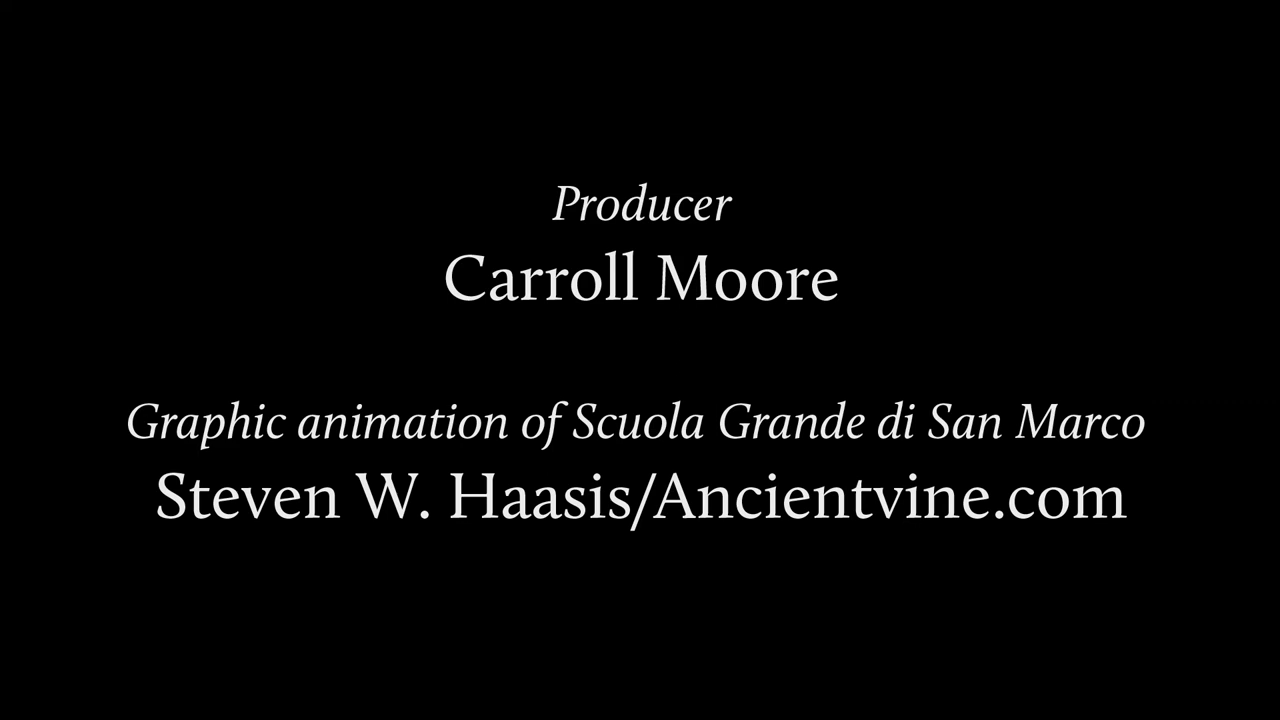 Producer
Carroll Moore
Graphic animation of Scuola Grande di San Marco
Steven W. Haasis/Ancientvine.com